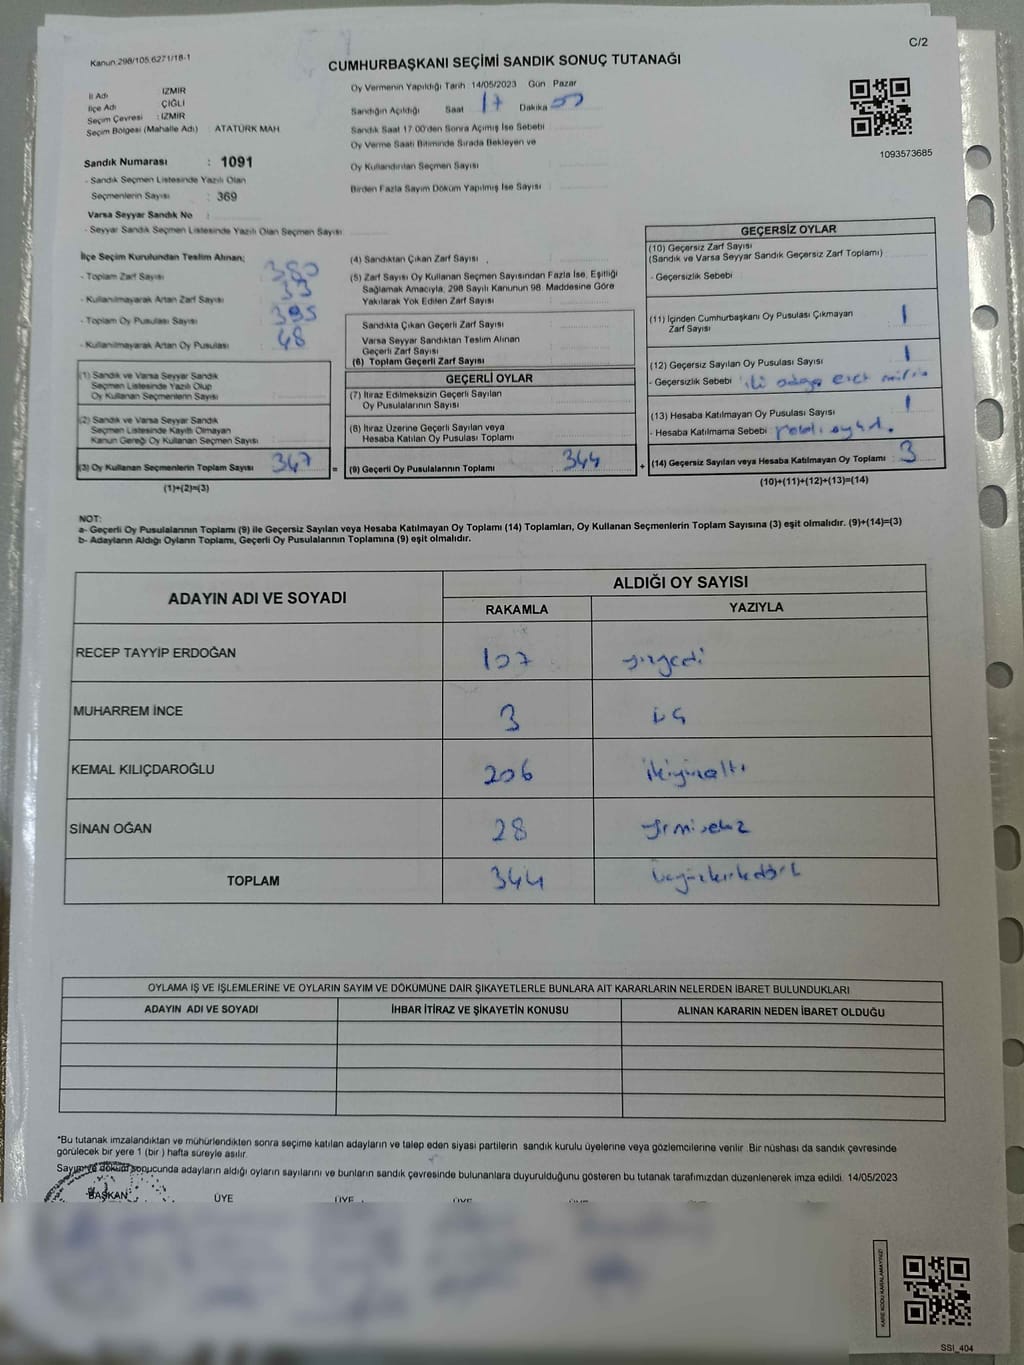 C/2
Kanun.298/105.6271/18-1
CUMHURBAŞKANI SEÇİMİ SANDIK SONUÇ TUTANAĞI
İl Adı İZMİR
İlçe Adı ÇİĞLİ
Seçim Çevresi : İZMİR
Seçim Bölgesi (Mahalle Adı) ATATÜRK MAH
Sandık Numarası : 1091
- Sandık Seçmen Listesinde Yazılı Olan
Seçmenlerin Sayısı : 369
Varsa Seyyar Sandık No :
- Seyyar Sandık Seçmen Listesinde Yazılı Olan Seçmen Sayısı
Oy Vermenin Yapıldığı Tarih 14/05/2023 Gün Pazar
Sandığın Açıldığı Saat 17 Dakika
Sandık Saat 17.00'den Sonra Açımış İse Sebebi
Oy Verme Saati Bitiminde Sırada Bekleyen ve
Oy Kullandırılan Seçmen Sayısı
Birden Fazla Sayım Döküm Yapılmış İse Sayısı
1093573685
İlçe Seçim Kurulundan Teslim Alınan;
- Toplam Zarf Sayısı : 380
- Kullanılmayarak Artan Zarf Sayısı : 33
- Toplam Oy Pusulası Sayısı : 395
- Kullanılmayarak Artan Oy Pusulası : 48
(4) Sandıktan Çıkan Zarf Sayısı
(5) Zarf Sayısı Oy Kullanan Seçmen Sayısından Fazla İse, Eşitliği
Sağlamak Amacıyla, 298 Sayılı Kanunun 98. Maddesine Göre
Yakılarak Yok Edilen Zarf Sayısı
Sandıkta Çıkan Geçerli Zarf Sayısı
Varsa Seyyar Sandıktan Teslim Alınan
Geçerli Zarf Sayısı
(6) Toplam Geçerli Zarf Sayısı
GEÇERSİZ OYLAR
(10) Geçersiz Zarf Sayısı
(Sandık ve Varsa Seyyar Sandık Geçersiz Zarf Toplamı)
- Geçersizlik Sebebi
(11) İçinden Cumhurbaşkanı Oy Pusulası Çıkmayan
Zarf Sayısı 1
(12) Geçersiz Sayılan Oy Pusulası Sayısı 1
- Geçersizlik Sebebi iki adaya evet
(13) Hesaba Katılmayan Oy Pusulası Sayısı 1
- Hesaba Katılmama Sebebi
(14) Geçersiz Sayılan veya Hesaba Katılmayan Oy Toplamı : 3
(10)+(11)+(12)+(13)=(14)
(1) Sandık ve Varsa Seyyar Sandık
Seçmen Listesinde Yazılı Olup
Oy Kullanan Seçmenlerin Sayısı
(2) Sandık ve Varsa Seyyar Sandık
Seçmen Listesinde Kayıtlı Olmayan
Kanun Gereği Oy Kullanan Seçmen Sayısı
(3) Oy Kullanan Seçmenlerin Toplam Sayısı 347 =
(1)+(2)=(3)
GEÇERLİ OYLAR
(7) İtiraz Edilmeksizin Geçerli Sayılan
Oy Pusulalarının Sayısı
(8) İtiraz Üzerine Geçerli Sayılan veya
Hesaba Katılan Oy Pusulası Toplamı
(9) Geçerli Oy Pusulalarının Toplamı 344 +
NOT:
a- Geçerli Oy Pusulalarının Toplamı (9) ile Geçersiz Sayılan veya Hesaba Katılmayan Oy Toplamı (14) Toplamları, Oy Kullanan Seçmenlerin Toplam Sayısına (3) eşit olmalıdır. (9)+(14)=(3)
b- Adayların Aldığı Oyların Toplamı, Geçerli Oy Pusulalarının Toplamına (9) eşit olmalıdır.
ADAYIN ADI VE SOYADI ALDIĞI OY SAYISI
RAKAMLA YAZIYLA
RECEP TAYYİP ERDOĞAN 107 yüzyedi
MUHARREM İNCE 3 üç
KEMAL KILIÇDAROĞLU 206 ikiyüzaltı
SİNAN OĞAN 28 yirmisekiz
TOPLAM 344 üçyüzkırkdört
OYLAMA İŞ VE İŞLEMLERİNE VE OYLARIN SAYIM VE DÖKÜMÜNE DAİR ŞİKAYETLERLE BUNLARA AİT KARARLARIN NELERDEN İBARET BULUNDUKLARI
ADAYIN ADI VE SOYADI İHBAR İTİRAZ VE ŞİKAYETİN KONUSU ALINAN KARARIN NEDEN İBARET OLDUĞU
*Bu tutanak imzalandıktan ve mühürlendikten sonra seçime katılan adayların ve talep eden siyasi partilerin sandık kurulu üyelerine veya gözlemcilerine verilir Bir nüshası da sandık çevresinde
görülecek bir yere 1 (bir ) hafta süreyle asılır.
Sayım ve döküm sonucunda adayların aldığı oyların sayılarını ve bunların sandık çevresinde bulunanlara duyurulduğunu gösteren bu tutanak tarafımızdan düzenlenerek imza edildi. 14/05/2023
BAŞKAN ÜYE ÜYE ÜYE
KARE KODU KARALAMAYINIZ!
SSİ_404